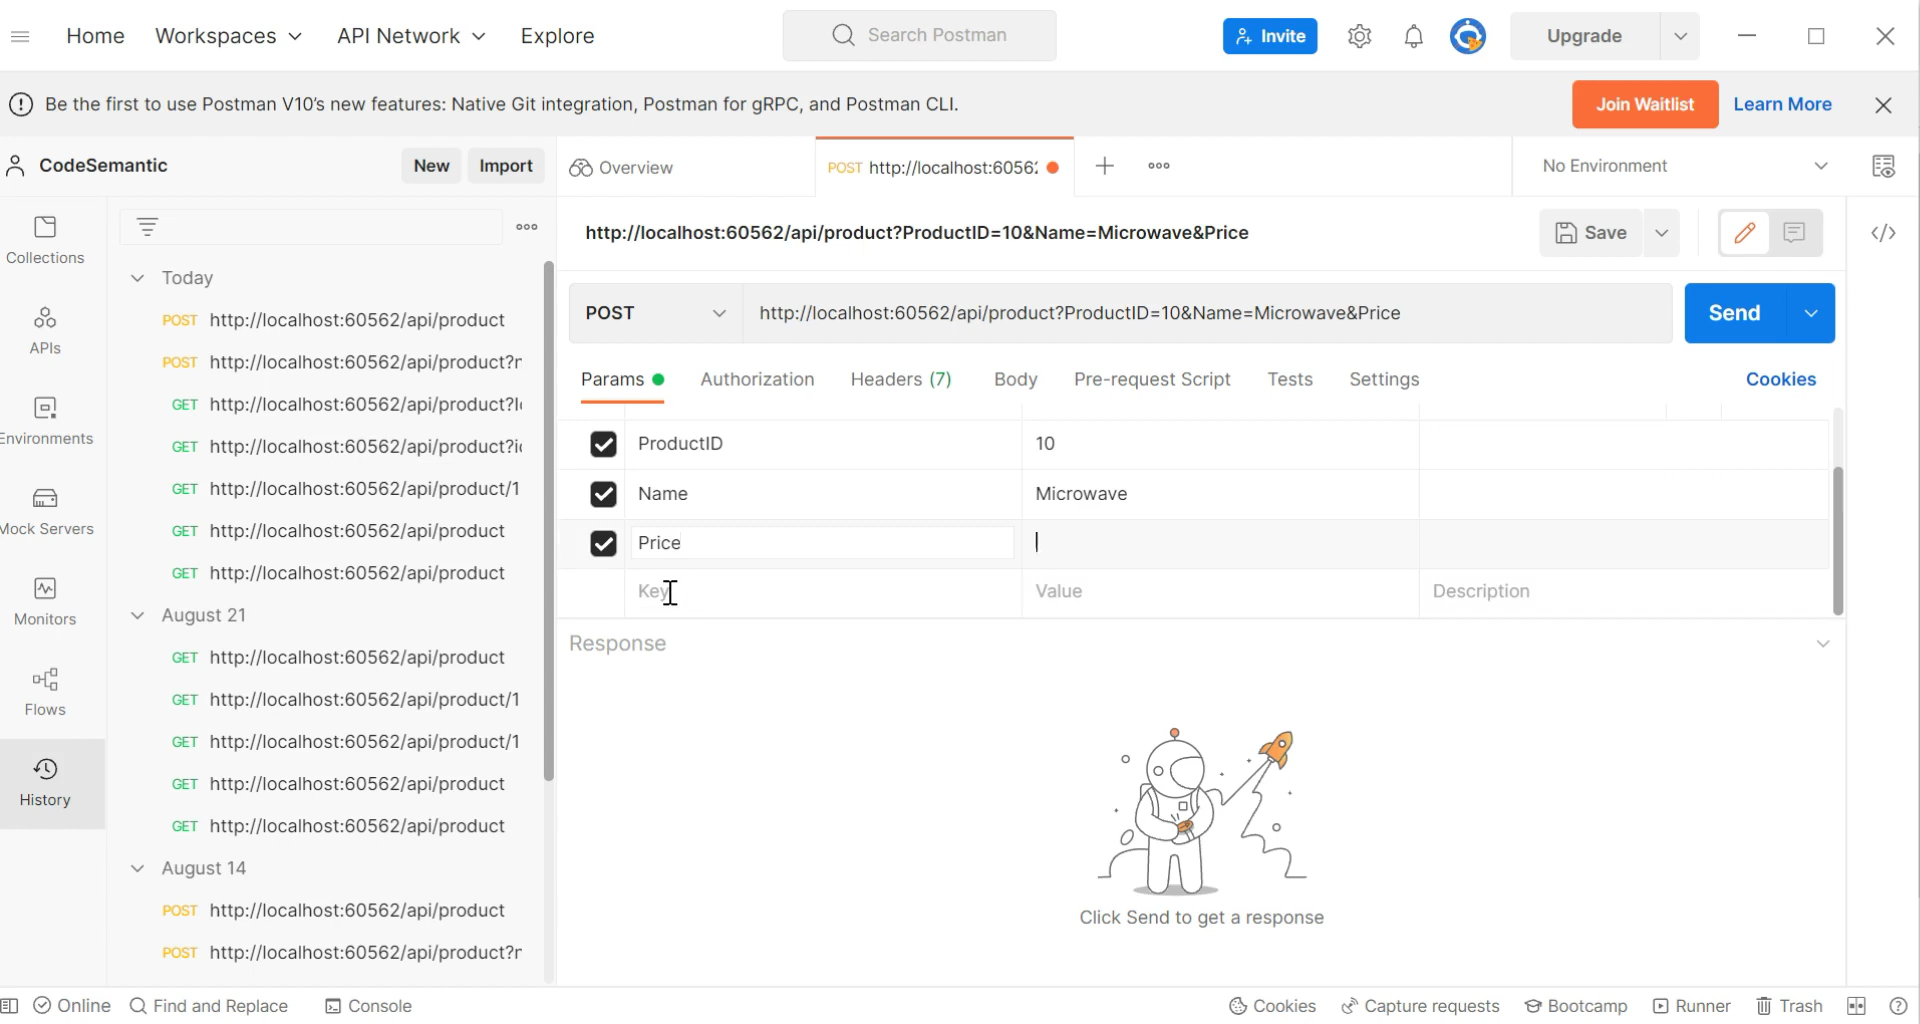 Home Workspaces API Network Explore Search Postman Invite Upgrade
Be the first to use Postman V10's new features: Native Git integration, Postman for gRPC, and Postman CLI. Join Waitlist Learn More
CodeSemantic New Import
Overview POST http://localhost:6056 No Environment
http://localhost:60562/api/product?ProductID=10&Name=Microwave&Price Save
POST http://localhost:60562/api/product?ProductID=10&Name=Microwave&Price Send
Params Authorization Headers (7) Body Pre-request Script Tests Settings Cookies
ProductID 10
Name Microwave
Price
Key Value Description
Response
Click Send to get a response
Collections
APIs
Environments
Mock Servers
Monitors
Flows
History
Today
POST http://localhost:60562/api/product
POST http://localhost:60562/api/product?n
GET http://localhost:60562/api/product?Id
GET http://localhost:60562/api/product?id
GET http://localhost:60562/api/product/1
GET http://localhost:60562/api/product
GET http://localhost:60562/api/product
August 21
GET http://localhost:60562/api/product
GET http://localhost:60562/api/product/1
GET http://localhost:60562/api/product/1
GET http://localhost:60562/api/product
GET http://localhost:60562/api/product
August 14
POST http://localhost:60562/api/product
POST http://localhost:60562/api/product?n
Online Find and Replace Console Cookies Capture requests Bootcamp Runner Trash